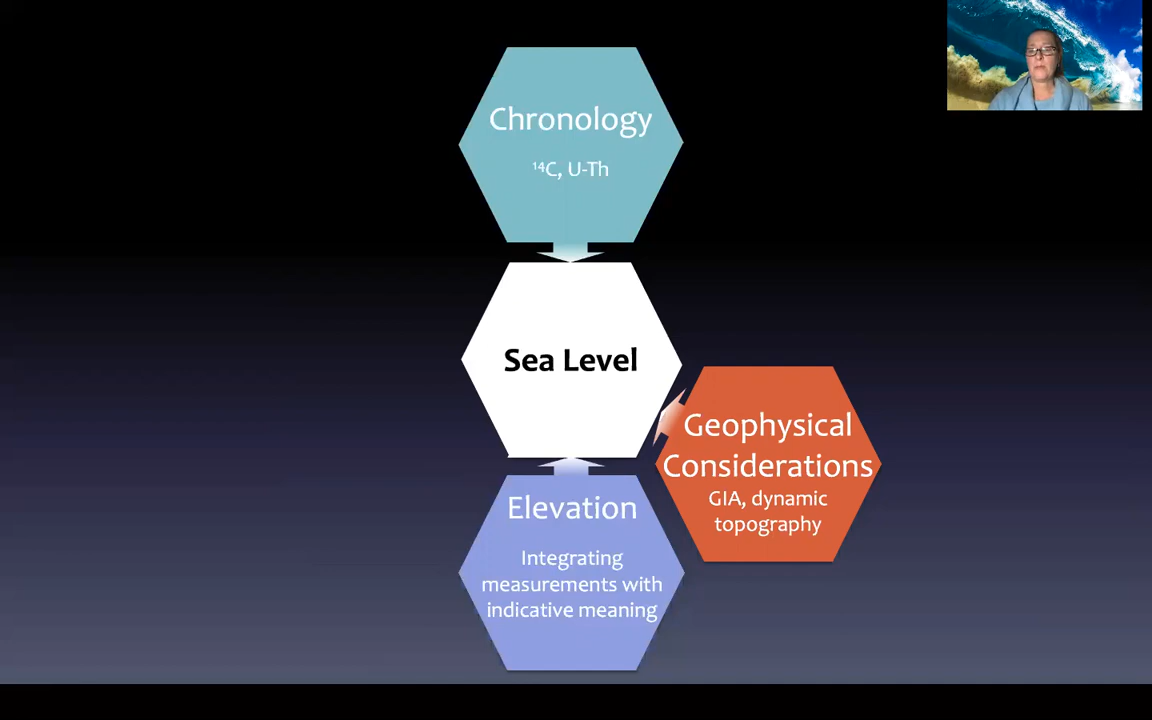 Chronology
¹⁴C, U-Th
Sea Level
Geophysical
Considerations
GIA, dynamic
topography
Elevation
Integrating
measurements with
indicative meaning